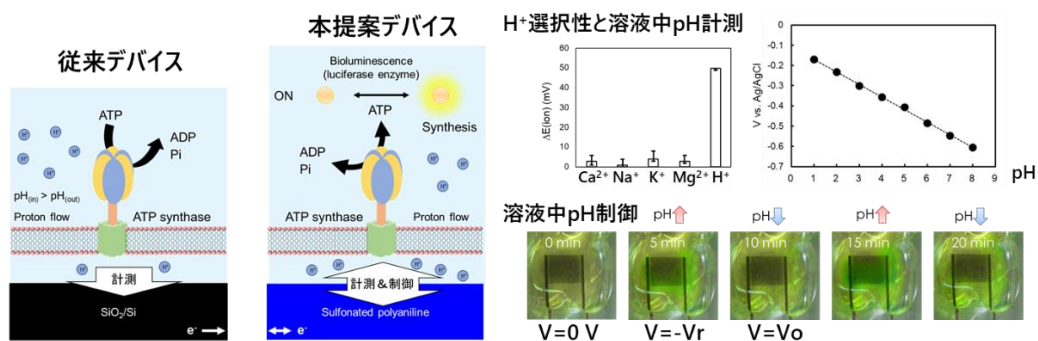 従来デバイス
ATP
ADP
Pi
H⁺
H⁺
H⁺
H⁺
H⁺
H⁺
pH(in) > pH(out)
Proton flow
ATP synthase
H⁺
H⁺
計測
SiO₂/Si
e⁻
本提案デバイス
Bioluminescence
(luciferase enzyme)
ON
ATP
Synthesis
ADP
Pi
ATP synthase
Proton flow
H⁺
H⁺
H⁺
H⁺
H⁺
H⁺
計測&制御
Sulfonated polyaniline
e⁻
H⁺選択性と溶液中pH計測
ΔE(ion) (mV)
60
50
40
30
20
10
0
Ca²⁺ Na⁺ K⁺ Mg²⁺ H⁺
V vs. Ag/AgCl
0
-0.1
-0.2
-0.3
-0.4
-0.5
-0.6
-0.7
0 1 2 3 4 5 6 7 8 9
pH
溶液中pH制御
pH pH pH pH
0 min 5 min 10 min 15 min 20 min
V=0 V V=-Vr V=Vo